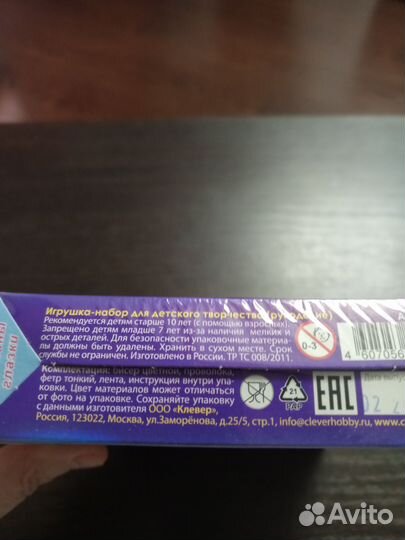 Игрушка-набор для детского творчества (рукоделие)
Рекомендуется детям старше 10 лет (с помощью взрослых).
Запрещено детям младше 7 лет из-за наличия мелких и
острых деталей. Для безопасности упаковочные материа-
лы должны быть удалены. Хранить в сухом месте. Срок
службы не ограничен. Изготовлено в России. ТР ТС 008/2011.
0-3
4 607056
глазки
Комплектация: бисер цветной, проволока,
фетр тонкий, лента, инструкция внутри упа-
ковки. Цвет материалов может отличаться
от фото на упаковке. Сохраняйте упаковку
с данными изготовителя ООО «Клевер»,
Россия, 123022, Москва, ул.Заморёнова, д.25/5, стр.1, info@cleverhobby.ru, www.c
21
PAP
EAC
02 2
Avito